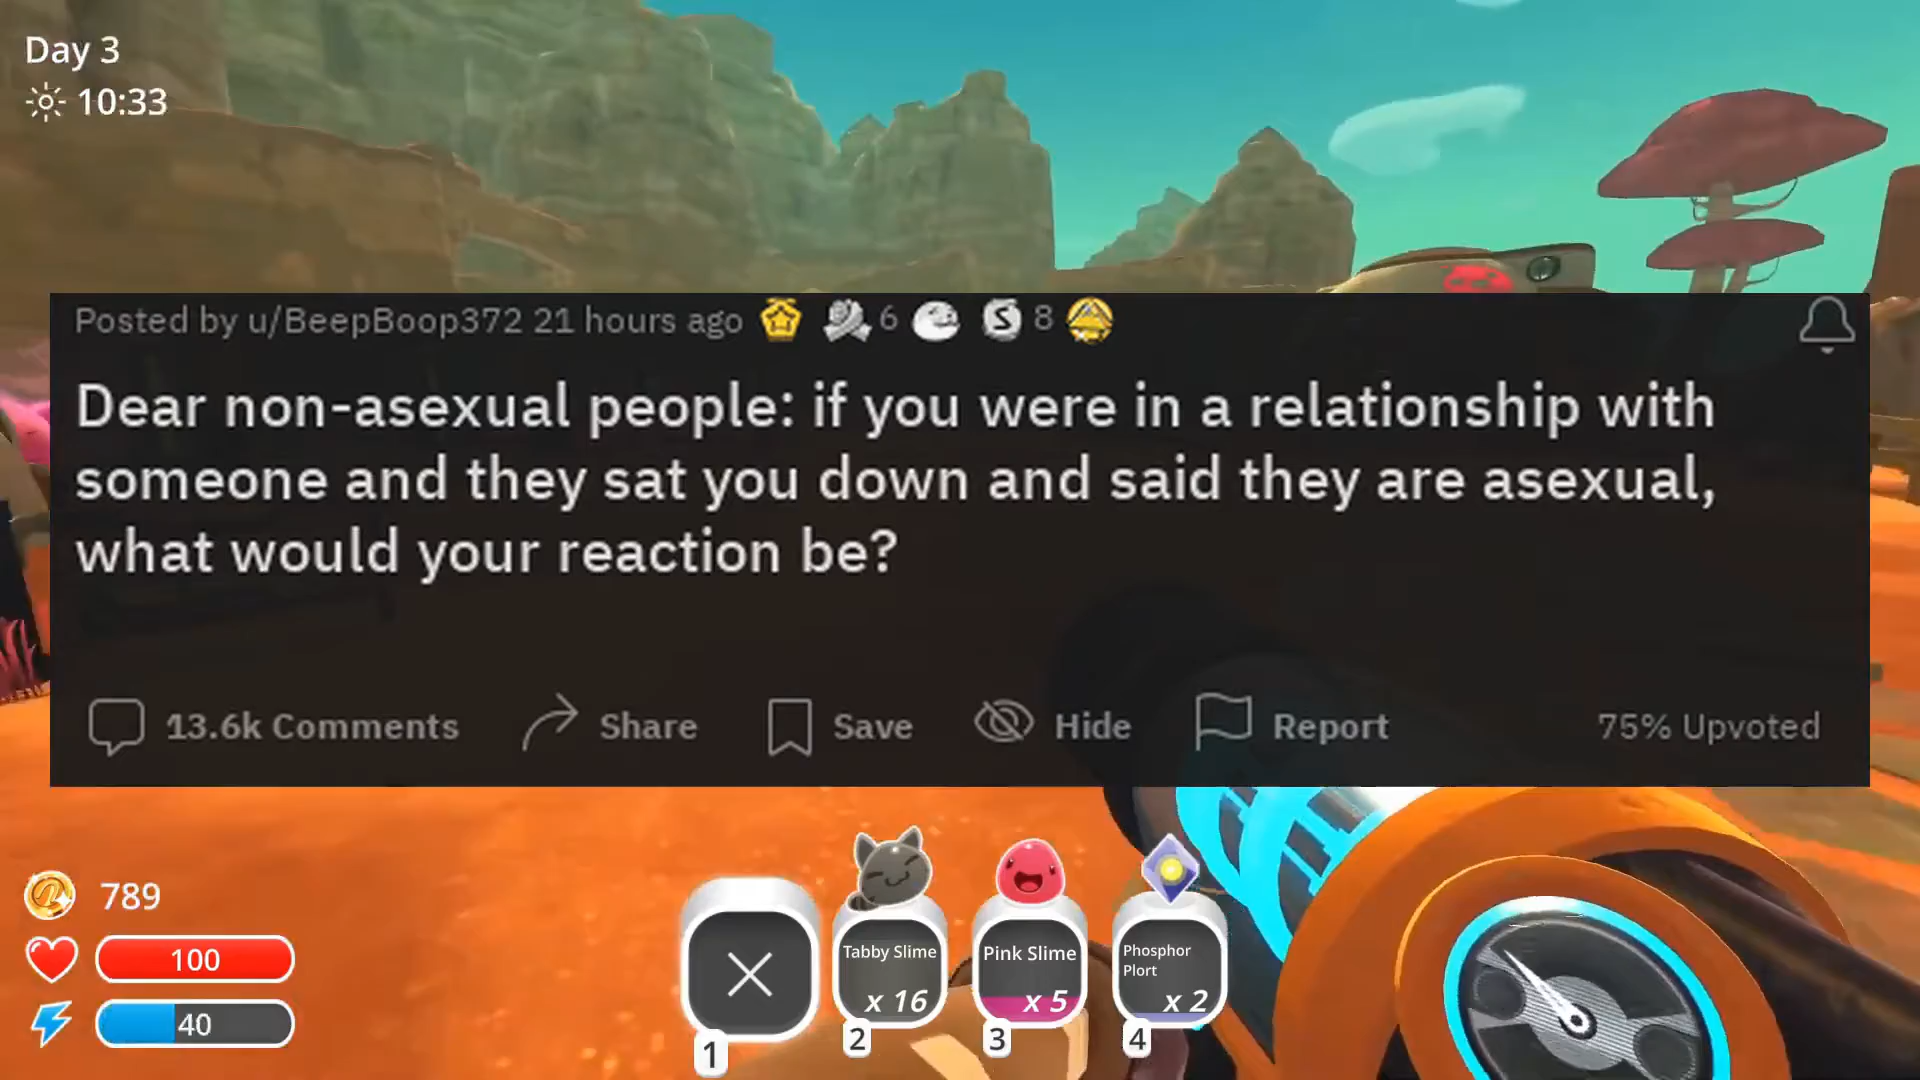 Day 3
10:33
Posted by u/BeepBoop372 21 hours ago 6 S 8
Dear non-asexual people: if you were in a relationship with
someone and they sat you down and said they are asexual,
what would your reaction be?
13.6k Comments Share Save Hide Report 75% Upvoted
789
100
40
Tabby Slime
x 16
Pink Slime
x 5
Phosphor
Plort
x 2
1 2 3 4